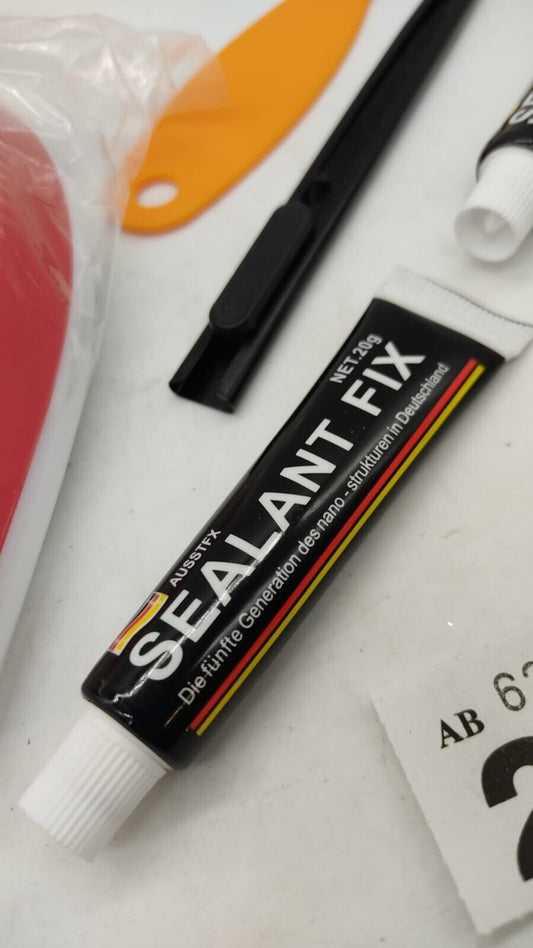 NET.20g
AUSSTFX
SEALANT FIX
Die fünfte Generation des nano - strukturen in Deutschland
AB